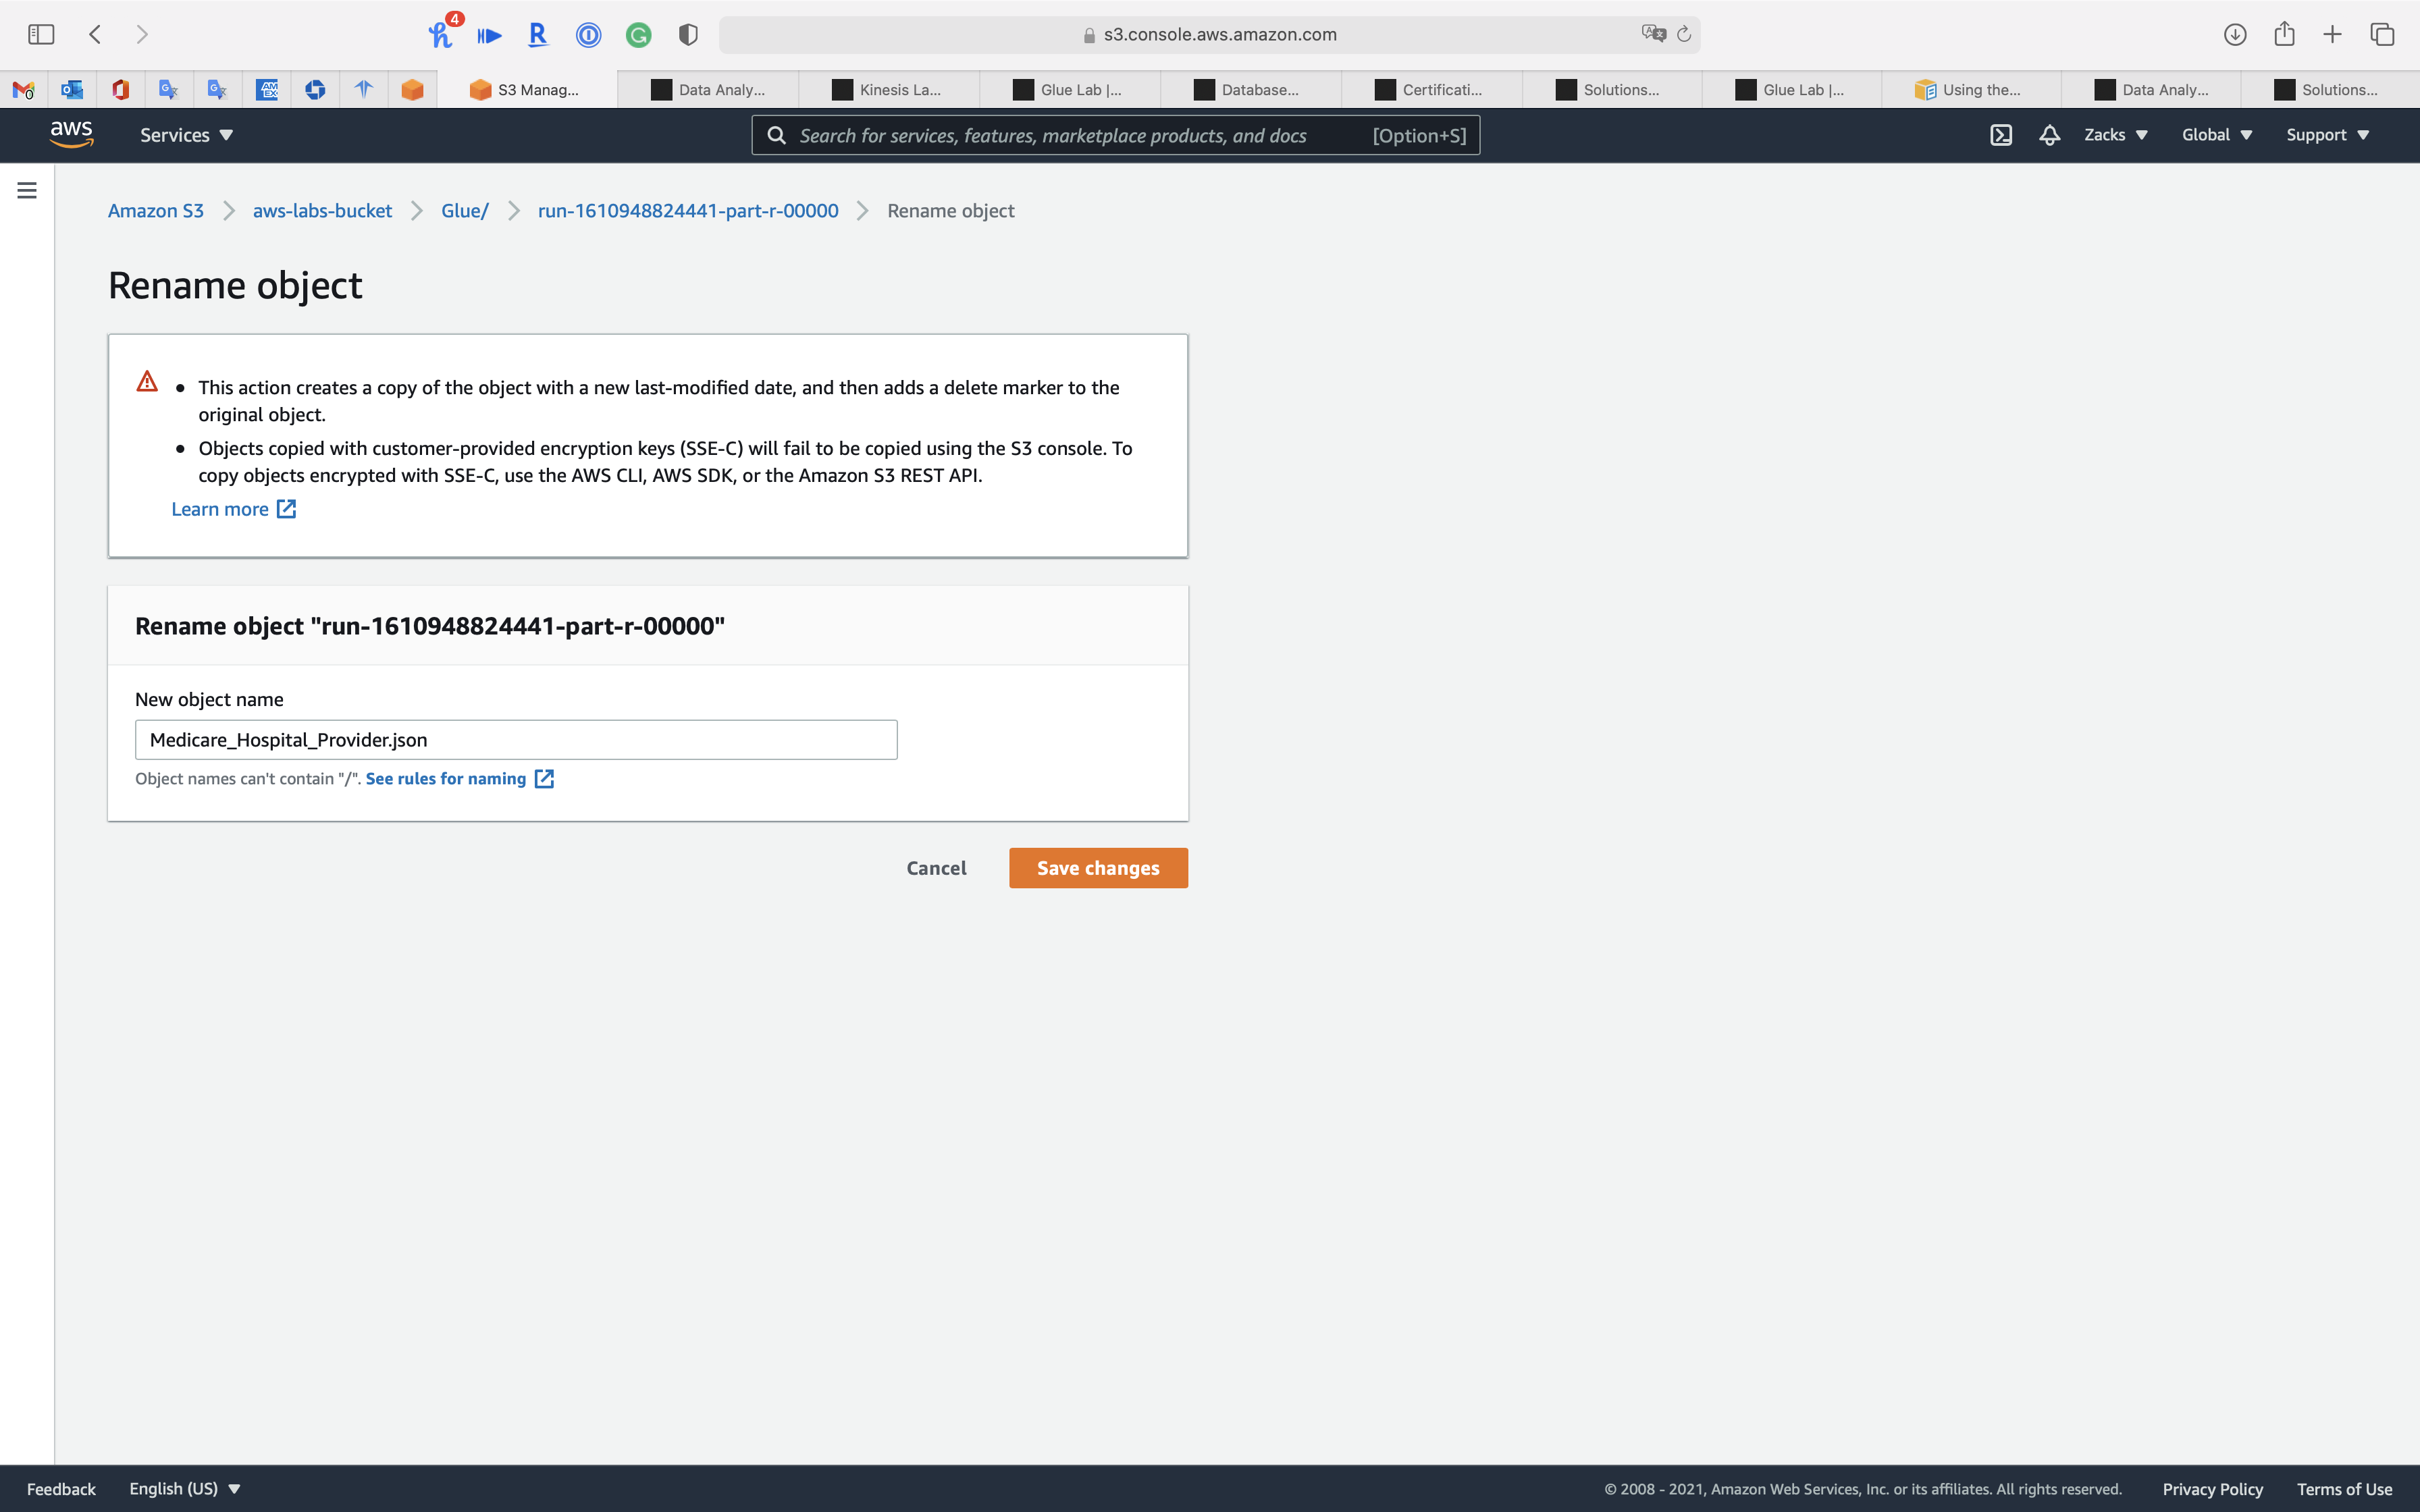 4
s3.console.aws.amazon.com
0
AM
EX
S3 Manag...
Data Analy...
Kinesis La...
Glue Lab |...
Database...
Certificati...
Solutions...
Glue Lab |...
Using the...
Data Analy...
Solutions...
aws
Services
Search for services, features, marketplace products, and docs
[Option+S]
Zacks
Global
Support
Amazon S3 > aws-labs-bucket > Glue/ > run-1610948824441-part-r-00000 > Rename object
Rename object
• This action creates a copy of the object with a new last-modified date, and then adds a delete marker to the
original object.
• Objects copied with customer-provided encryption keys (SSE-C) will fail to be copied using the S3 console. To
copy objects encrypted with SSE-C, use the AWS CLI, AWS SDK, or the Amazon S3 REST API.
Learn more
Rename object "run-1610948824441-part-r-00000"
New object name
Medicare_Hospital_Provider.json
Object names can't contain "/". See rules for naming
Cancel
Save changes
Feedback
English (US)
© 2008 - 2021, Amazon Web Services, Inc. or its affiliates. All rights reserved.
Privacy Policy
Terms of Use